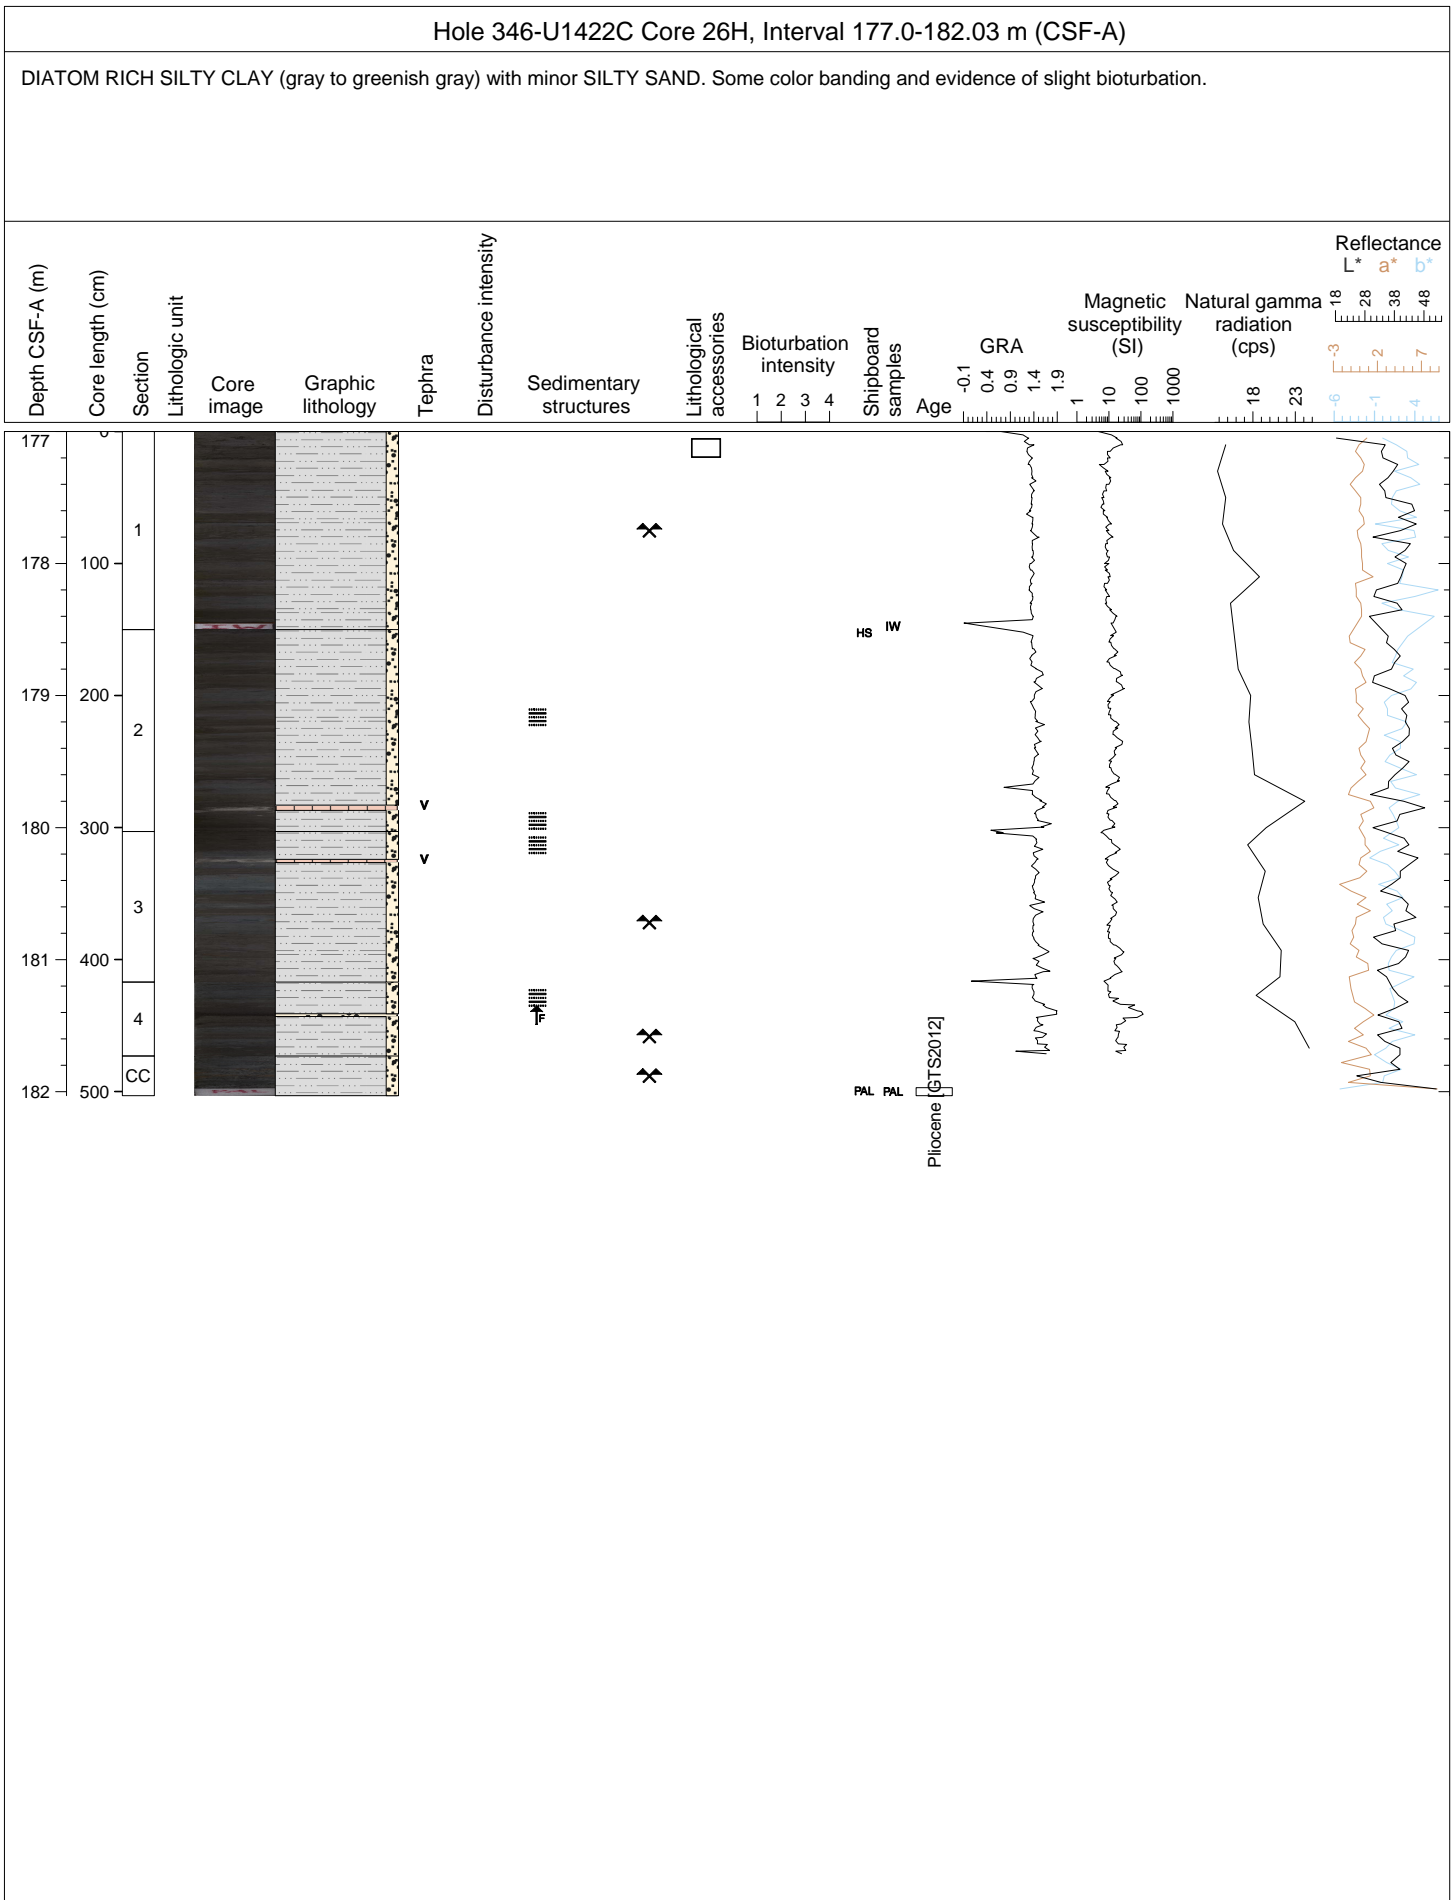 Hole 346-U1422C Core 26H, Interval 177.0-182.03 m (CSF-A)
DIATOM RICH SILTY CLAY (gray to greenish gray) with minor SILTY SAND. Some color banding and evidence of slight bioturbation.
Depth CSF-A (m)
Core length (cm)
Section
Lithologic unit
Core
image
Graphic
lithology
Tephra
Disturbance intensity
Sedimentary
structures
Lithological
accessories
Bioturbation
intensity
1 2 3 4
Shipboard
samples
Age
GRA
-0.1 0.4 0.9 1.4 1.9
Magnetic
susceptibility
(SI)
1 10 100 1000
Natural gamma
radiation
(cps)
18 23
Reflectance
L* a* b*
18 28 38 48
-3 2 7
-6 -1 4
177
178
179
180
181
182
0
100
200
300
400
500
1
2
3
4
CC
IW
PAL
V
V
F
HS IW
PAL PAL
Pliocene [GTS2012]